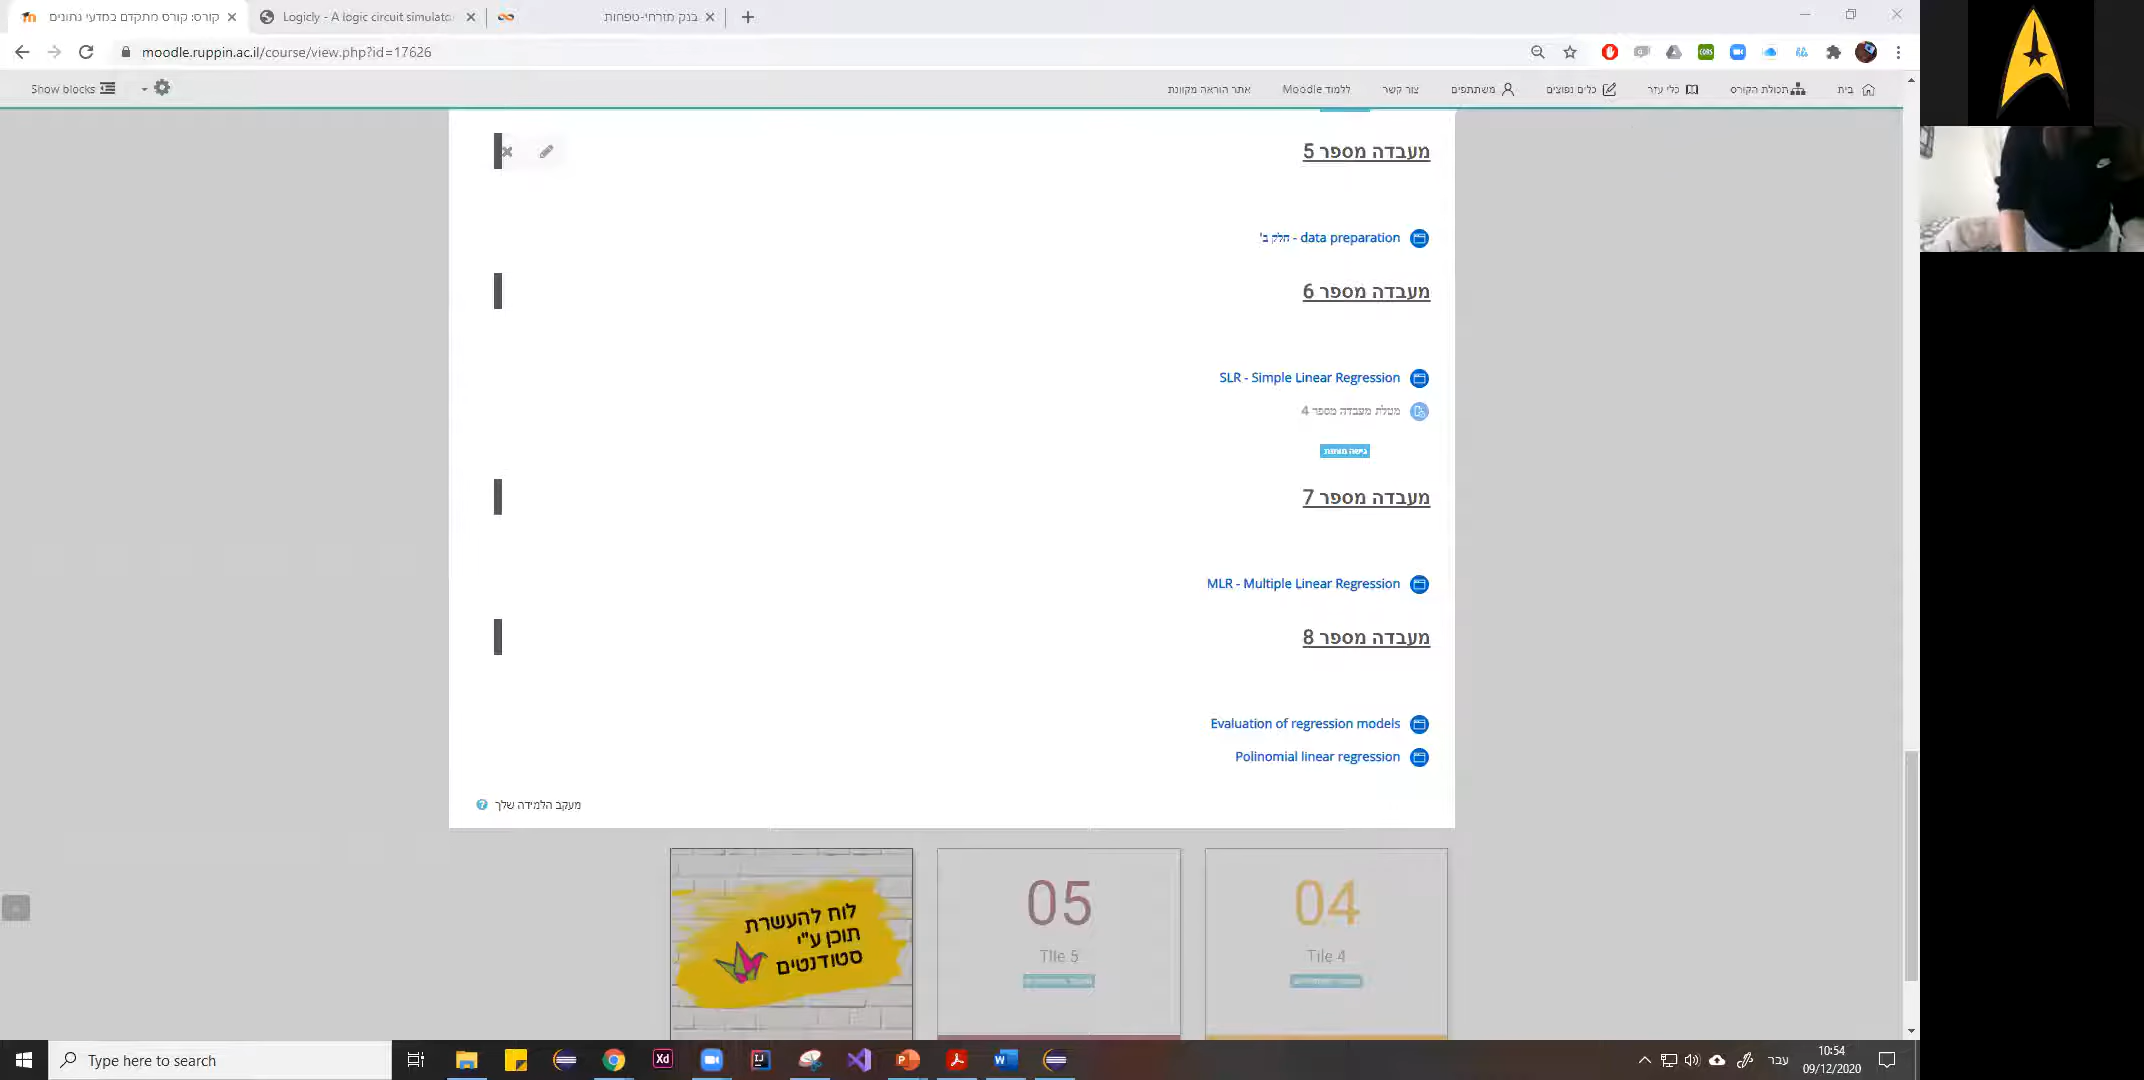 קורס: קורס מתקדם במדעי נתונים
Logicly - A logic circuit simulato
בנק מזרחי-טפחות
moodle.ruppin.ac.il/course/view.php?id=17626
Show blocks
בית
תכולת הקורס
כלי עזר
כלים נפוצים
משתתפים
צור קשר
ללמוד Moodle
אתר הוראה מקוונת
מעבדה מספר 5
data preparation - חלק ב'
מעבדה מספר 6
SLR - Simple Linear Regression
מטלת מעבדה מספר 4
מעבדה מספר 7
MLR - Multiple Linear Regression
מעבדה מספר 8
Evaluation of regression models
Polinomial linear regression
מעקב הלמידה שלך
04
Tile 4
05
Tile 5
לוח להעשרת
תוכן ע"י
סטודנטים
Type here to search
Xd
IJ
עבר
10:54
09/12/2020